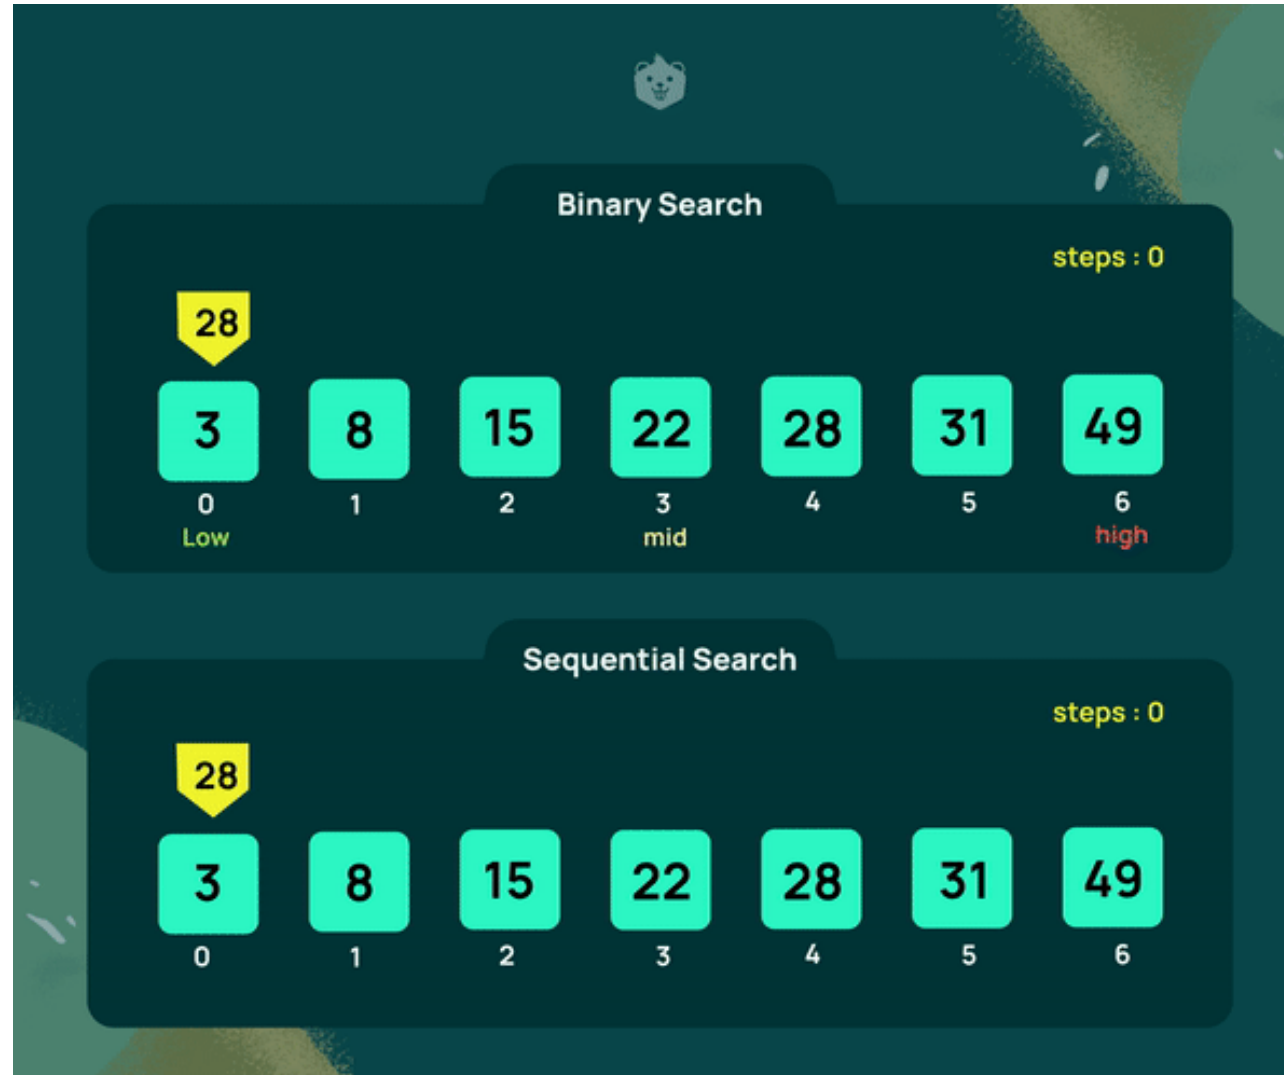 Binary Search
steps : 0
28
3 8 15 22 28 31 49
0 1 2 3 4 5 6
Low mid high
Sequential Search
steps : 0
28
3 8 15 22 28 31 49
0 1 2 3 4 5 6